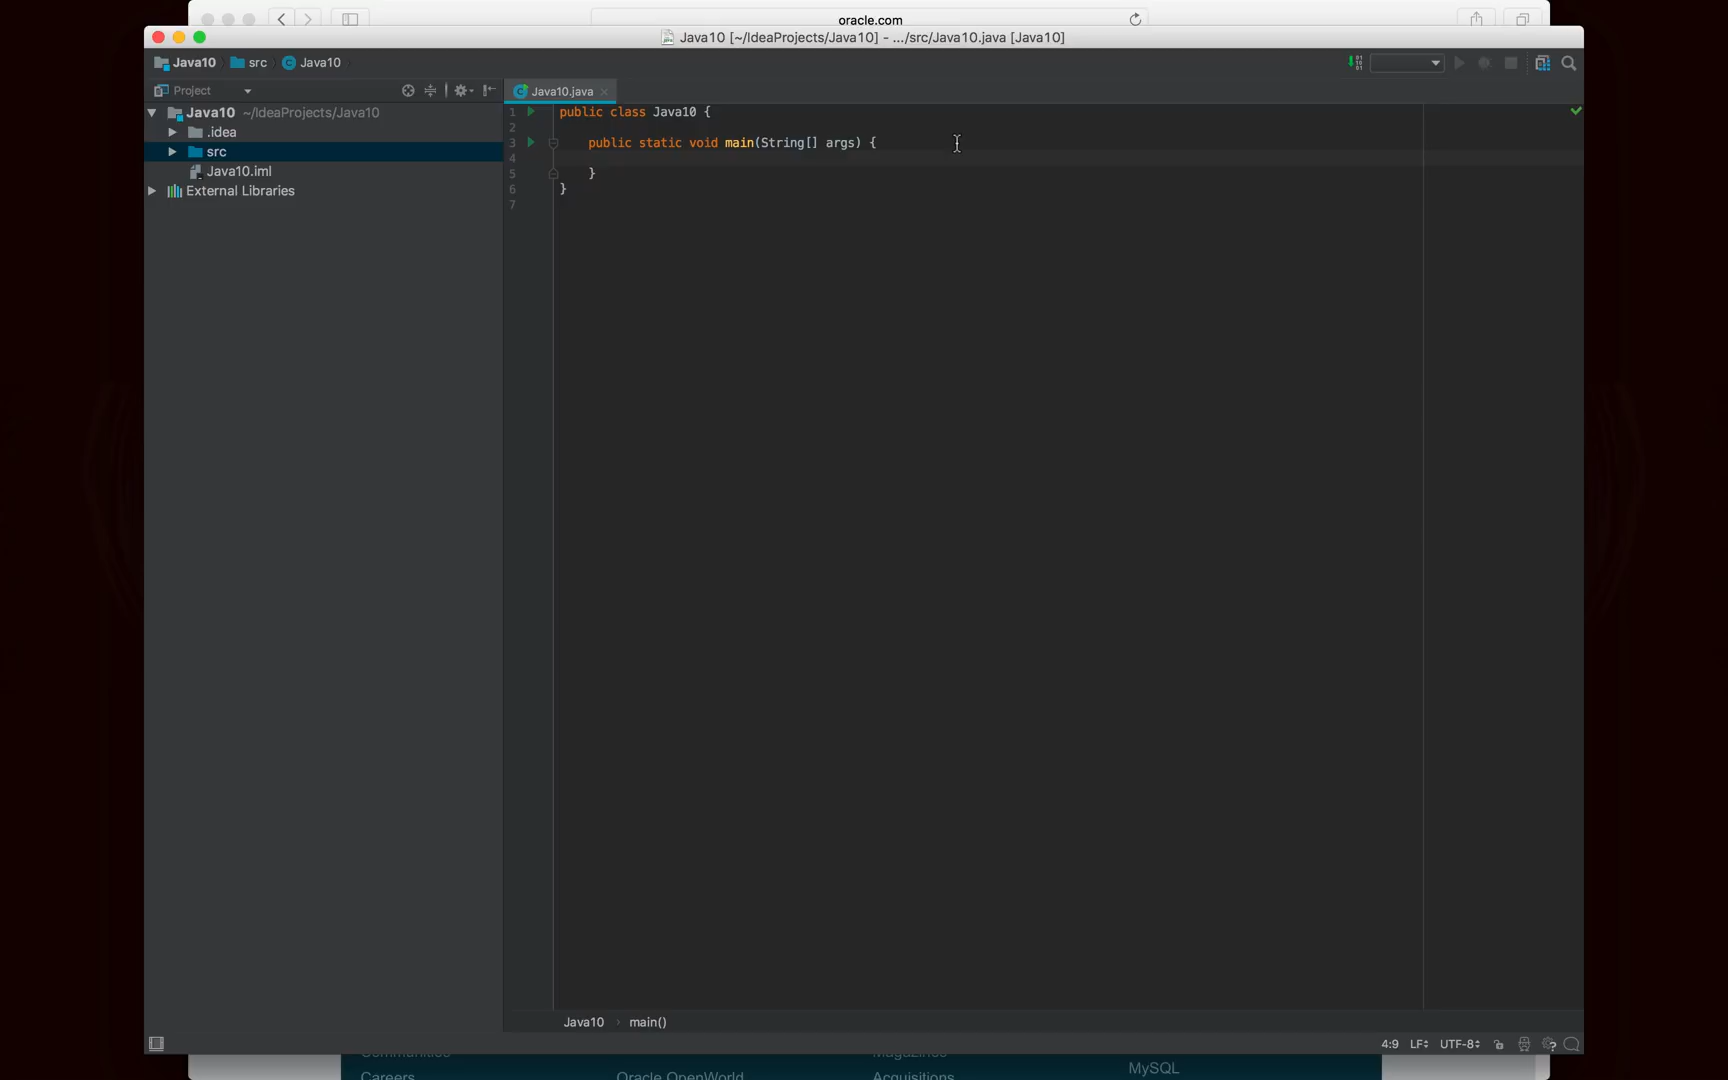 oracle.com
Java10 [~/IdeaProjects/Java10] - .../src/Java10.java [Java10]
Java10 src Java10
Project
Java10.java
Java10 ~/IdeaProjects/Java10
.idea
src
Java10.iml
External Libraries
1 public class Java10 {
2
3 public static void main(String[] args) {
4
5 }
6 }
7
Java10 › main()
4:9 LF UTF-8
Communities Magazines
Careers Oracle OpenWorld Acquisitions MySQL